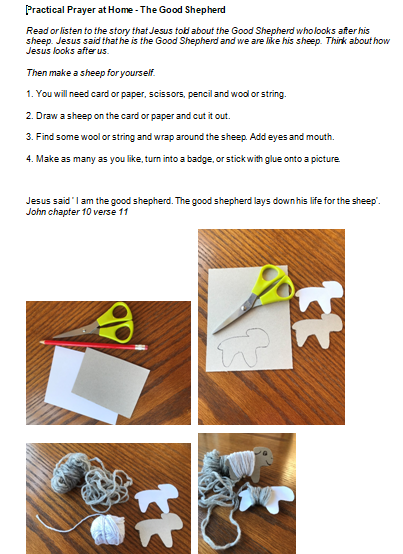 Practical Prayer at Home - The Good Shepherd
Read or listen to the story that Jesus told about the Good Shepherd who looks after his
sheep. Jesus said that he is the Good Shepherd and we are like his sheep. Think about how
Jesus looks after us.
Then make a sheep for yourself.
1. You will need card or paper, scissors, pencil and wool or string.
2. Draw a sheep on the card or paper and cut it out.
3. Find some wool or string and wrap around the sheep. Add eyes and mouth.
4. Make as many as you like, turn into a badge, or stick with glue onto a picture.
Jesus said ' I am the good shepherd. The good shepherd lays down his life for the sheep'.
John chapter 10 verse 11